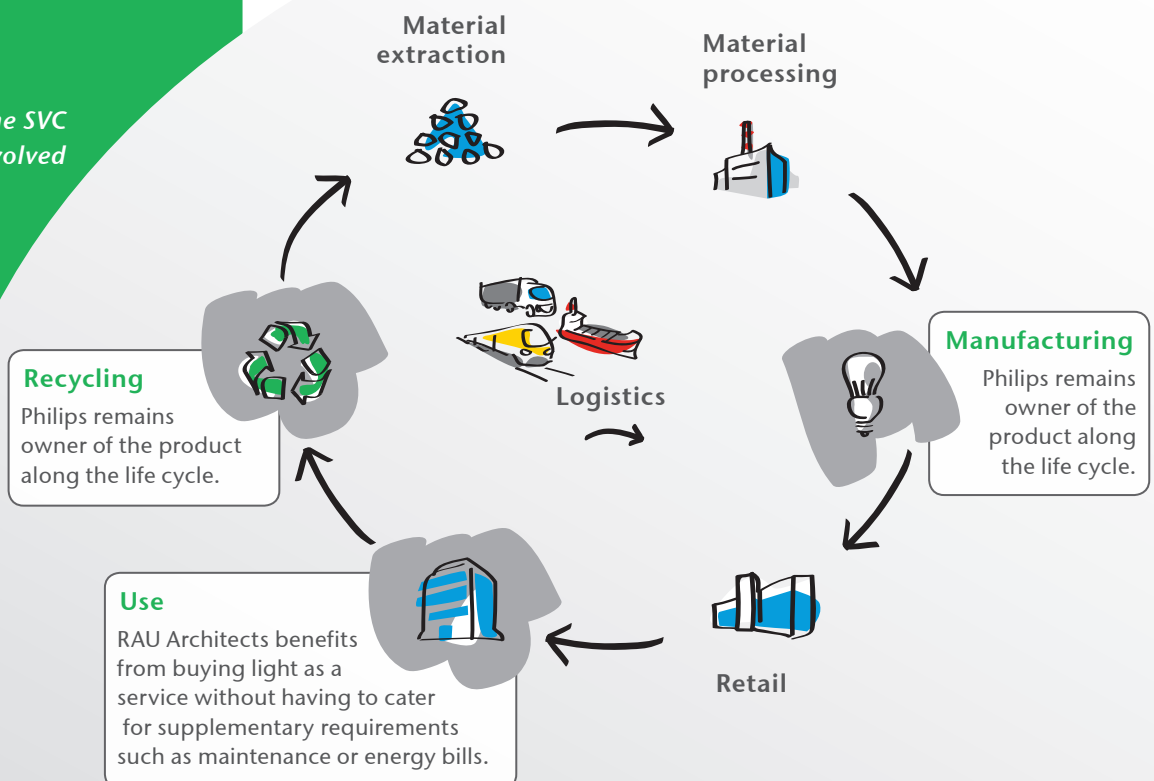 Material
extraction
Material
processing
SVC
Logistics
Recycling
Philips remains
owner of the product
along the life cycle.
Manufacturing
Philips remains
owner of the
product along
the life cycle.
Use
RAU Architects benefits
from buying light as a
service without having to cater
for supplementary requirements
such as maintenance or energy bills.
Retail